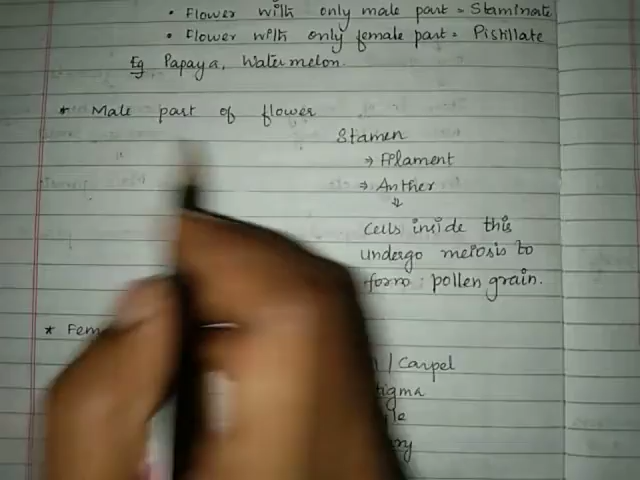 • Flower with only male part = Staminate
• Flower with only female part = Pistillate
Eg Papaya, Watermelon.
* Male part of flower
Stamen
→ Filament
→ Anther
↓
Cells inside this
undergo meiosis to
form : pollen grain.
*
| Carpel